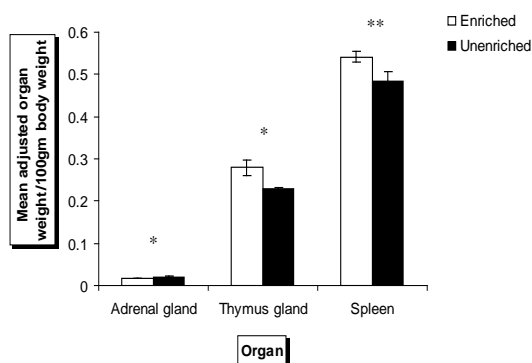 Enriched
Unenriched
Mean adjusted organ
weight/100gm body weight
0.6
0.5
0.4
0.3
0.2
0.1
0
**
*
*
Adrenal gland Thymus gland Spleen
Organ